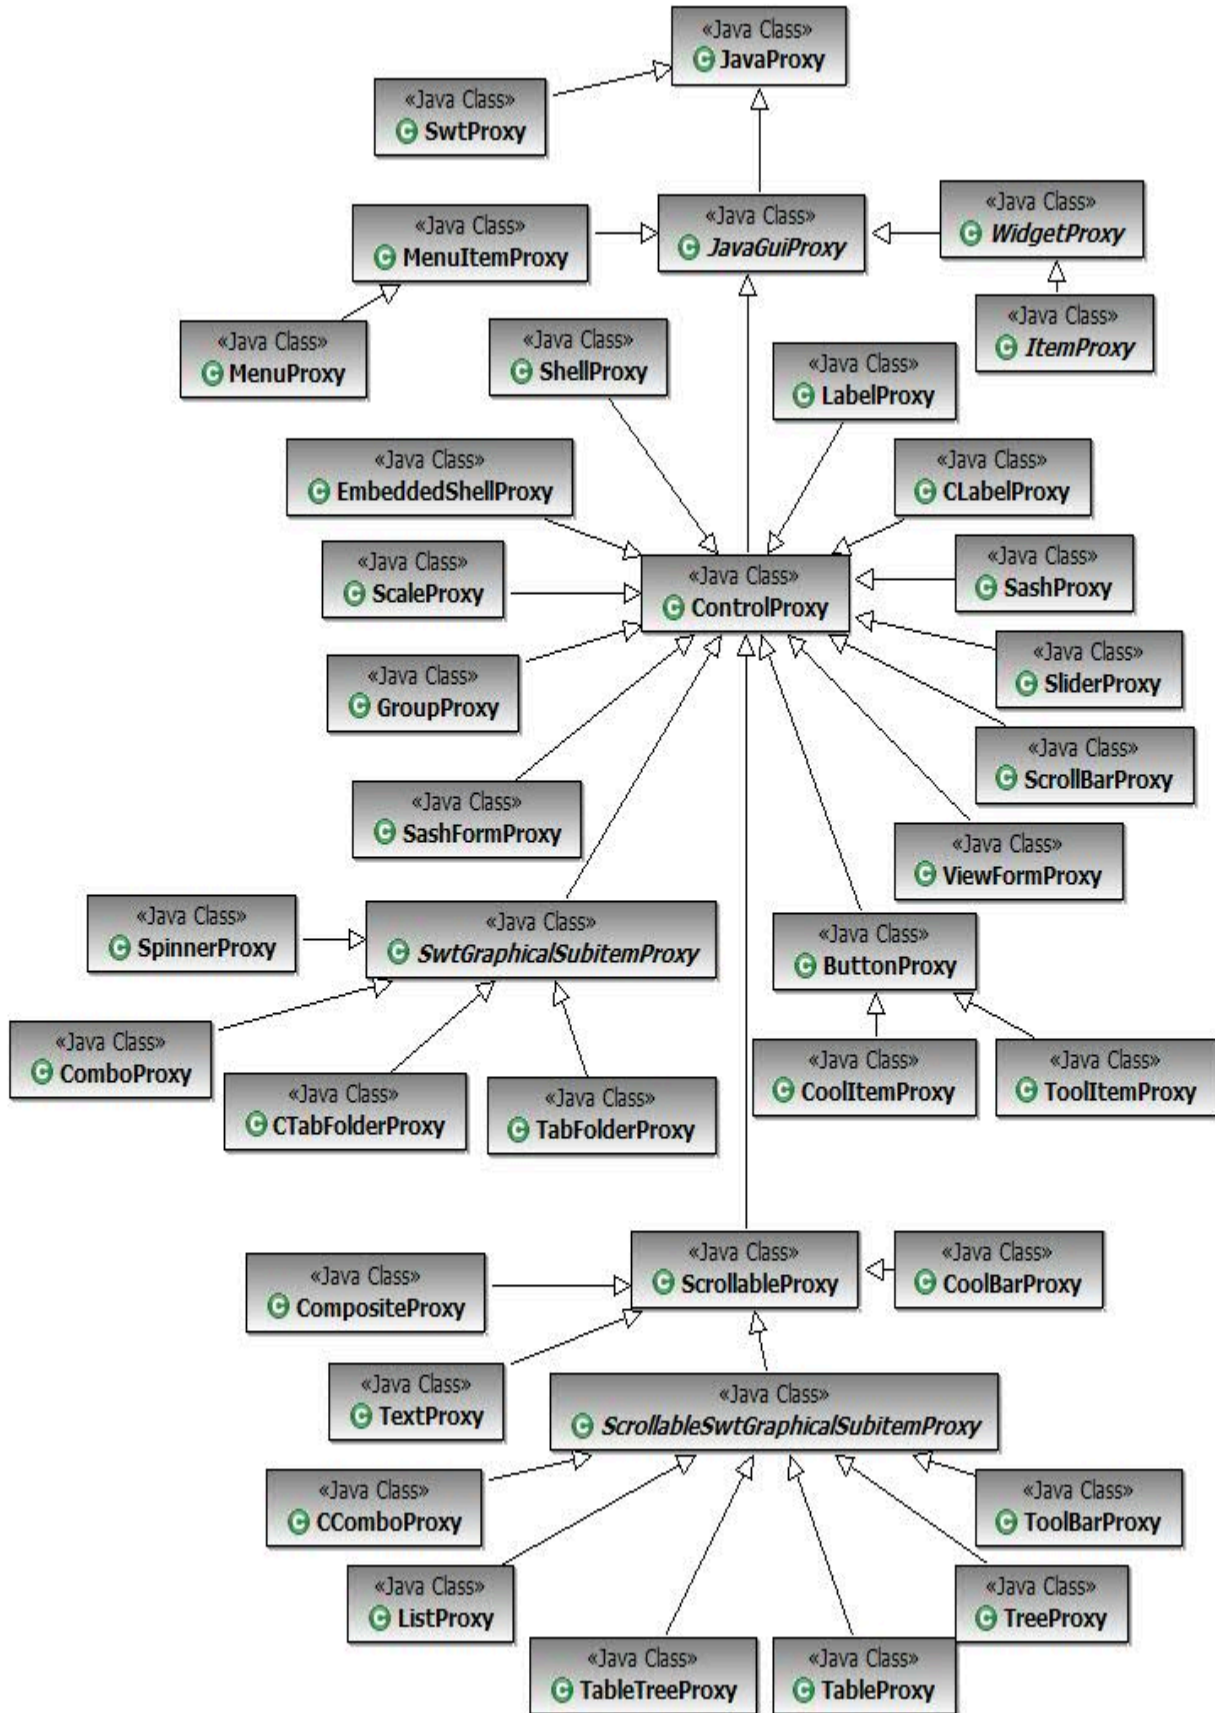 «Java Class»
JavaProxy
«Java Class»
SwtProxy
«Java Class»
MenuItemProxy
«Java Class»
JavaGuiProxy
«Java Class»
WidgetProxy
«Java Class»
MenuProxy
«Java Class»
ShellProxy
«Java Class»
LabelProxy
«Java Class»
ItemProxy
«Java Class»
EmbeddedShellProxy
«Java Class»
CLabelProxy
«Java Class»
ScaleProxy
«Java Class»
ControlProxy
«Java Class»
SashProxy
«Java Class»
GroupProxy
«Java Class»
SliderProxy
«Java Class»
ScrollBarProxy
«Java Class»
SashFormProxy
«Java Class»
ViewFormProxy
«Java Class»
SpinnerProxy
«Java Class»
SwtGraphicalSubitemProxy
«Java Class»
ButtonProxy
«Java Class»
ComboProxy
«Java Class»
CTabFolderProxy
«Java Class»
TabFolderProxy
«Java Class»
CoolItemProxy
«Java Class»
ToolItemProxy
«Java Class»
CompositeProxy
«Java Class»
ScrollableProxy
«Java Class»
CoolBarProxy
«Java Class»
TextProxy
«Java Class»
ScrollableSwtGraphicalSubitemProxy
«Java Class»
CComboProxy
«Java Class»
ToolBarProxy
«Java Class»
ListProxy
«Java Class»
TreeProxy
«Java Class»
TableTreeProxy
«Java Class»
TableProxy